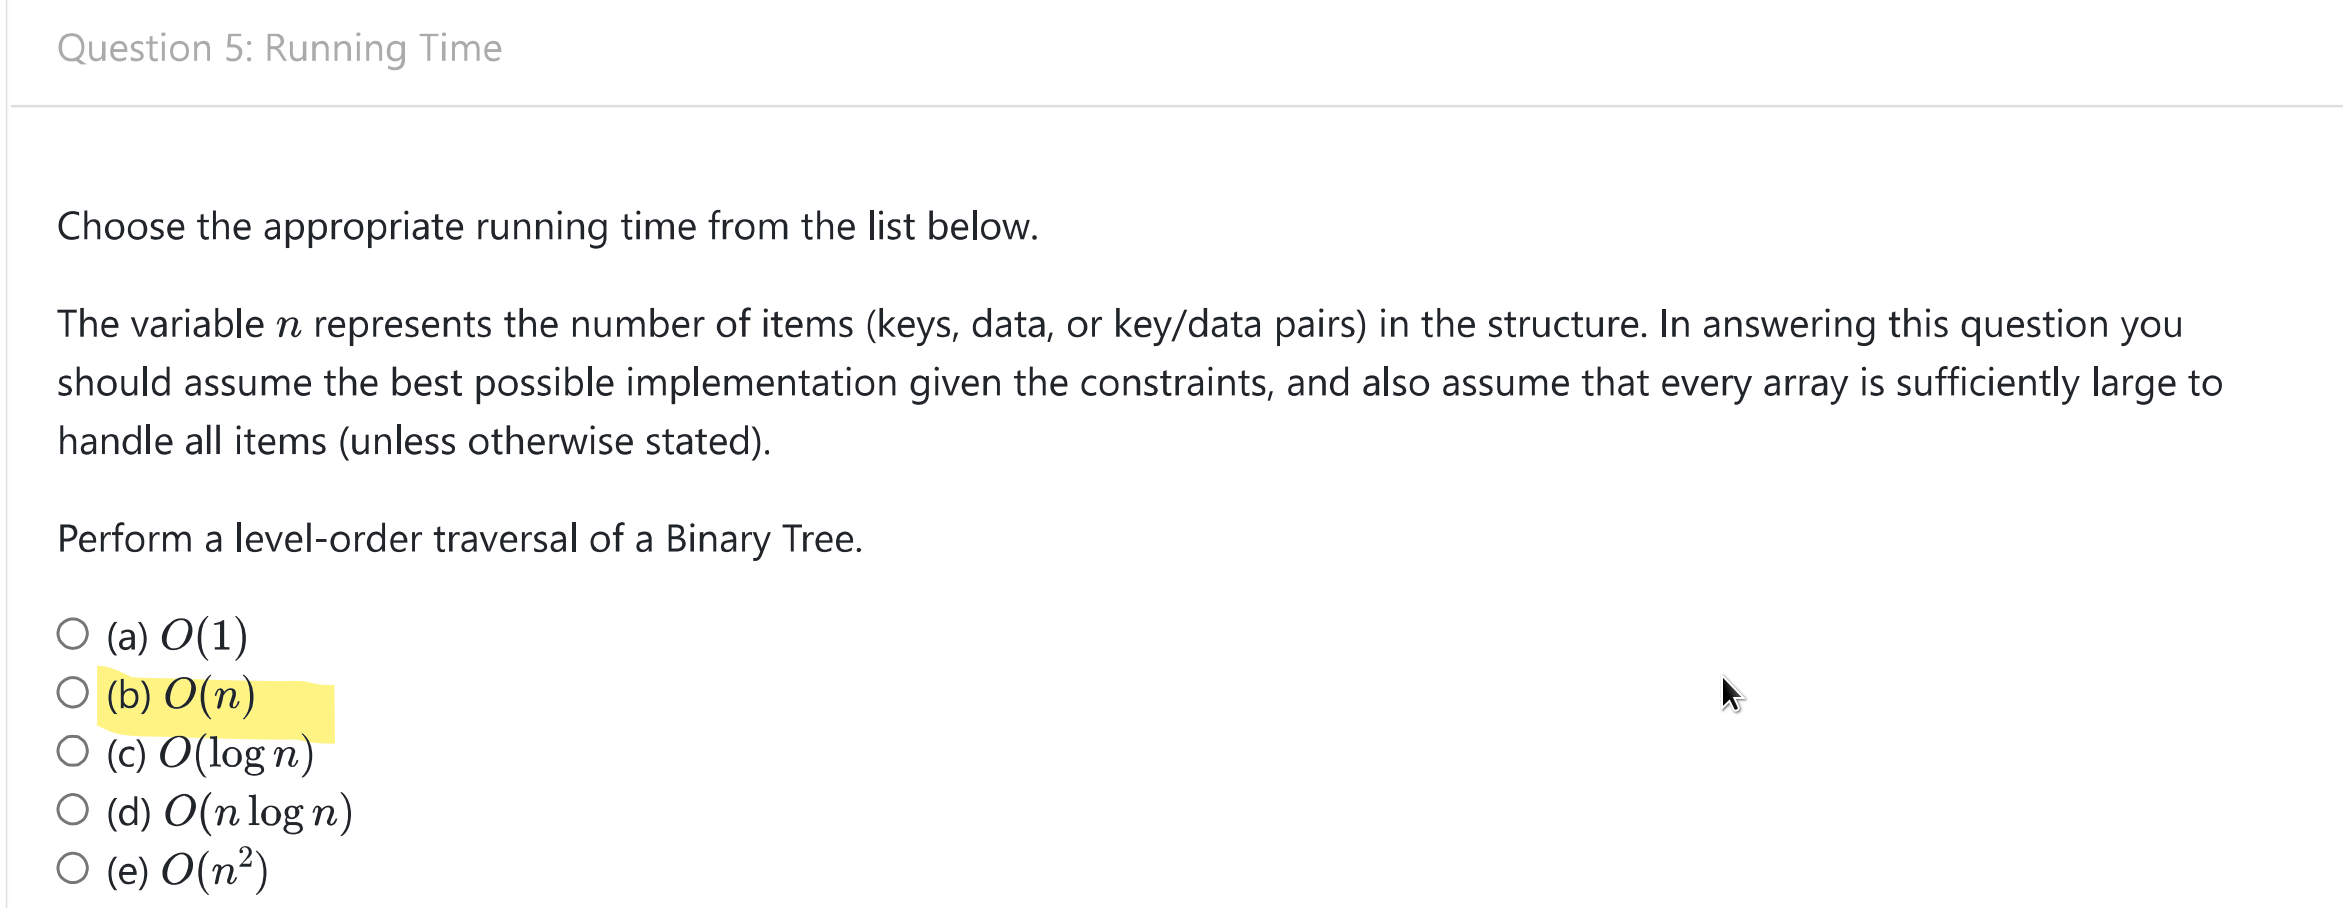 Question 5: Running Time
Choose the appropriate running time from the list below.
The variable n represents the number of items (keys, data, or key/data pairs) in the structure. In answering this question you
should assume the best possible implementation given the constraints, and also assume that every array is sufficiently large to
handle all items (unless otherwise stated).
Perform a level-order traversal of a Binary Tree.
(a) O(1)
(b) O(n)
(c) O(log n)
(d) O(n log n)
(e) O(n²)